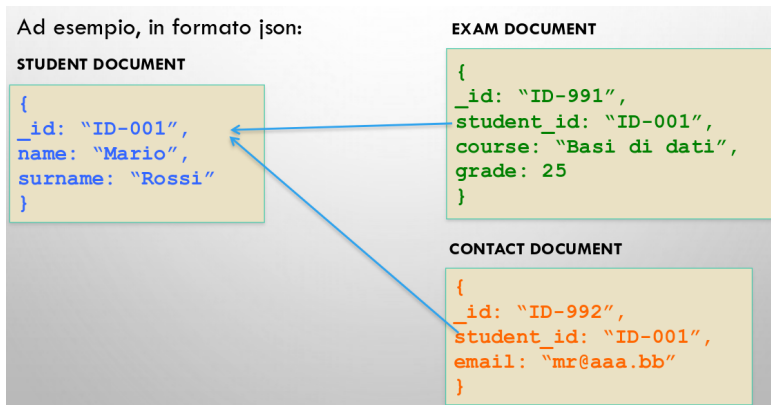 Ad esempio, in formato json:
STUDENT DOCUMENT
{
_id: “ID-001”,
name: “Mario”,
surname: “Rossi”
}
EXAM DOCUMENT
{
_id: “ID-991”,
student_id: “ID-001”,
course: “Basi di dati”,
grade: 25
}
CONTACT DOCUMENT
{
_id: “ID-992”,
student_id: “ID-001”,
email: “mr@aaa.bb”
}